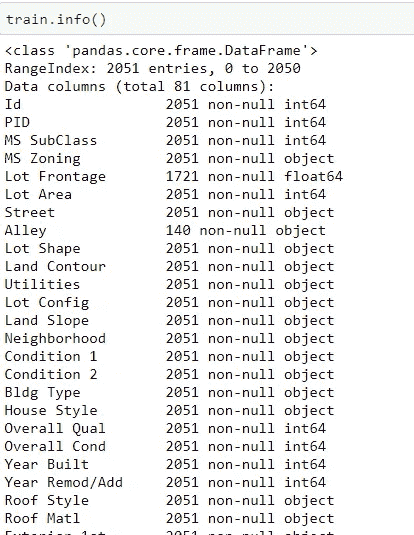 train.info()
<class 'pandas.core.frame.DataFrame'>
RangeIndex: 2051 entries, 0 to 2050
Data columns (total 81 columns):
Id 2051 non-null int64
PID 2051 non-null int64
MS SubClass 2051 non-null int64
MS Zoning 2051 non-null object
Lot Frontage 1721 non-null float64
Lot Area 2051 non-null int64
Street 2051 non-null object
Alley 140 non-null object
Lot Shape 2051 non-null object
Land Contour 2051 non-null object
Utilities 2051 non-null object
Lot Config 2051 non-null object
Land Slope 2051 non-null object
Neighborhood 2051 non-null object
Condition 1 2051 non-null object
Condition 2 2051 non-null object
Bldg Type 2051 non-null object
House Style 2051 non-null object
Overall Qual 2051 non-null int64
Overall Cond 2051 non-null int64
Year Built 2051 non-null int64
Year Remod/Add 2051 non-null int64
Roof Style 2051 non-null object
Roof Matl 2051 non-null object
Exterior 1st 2051 non-null object